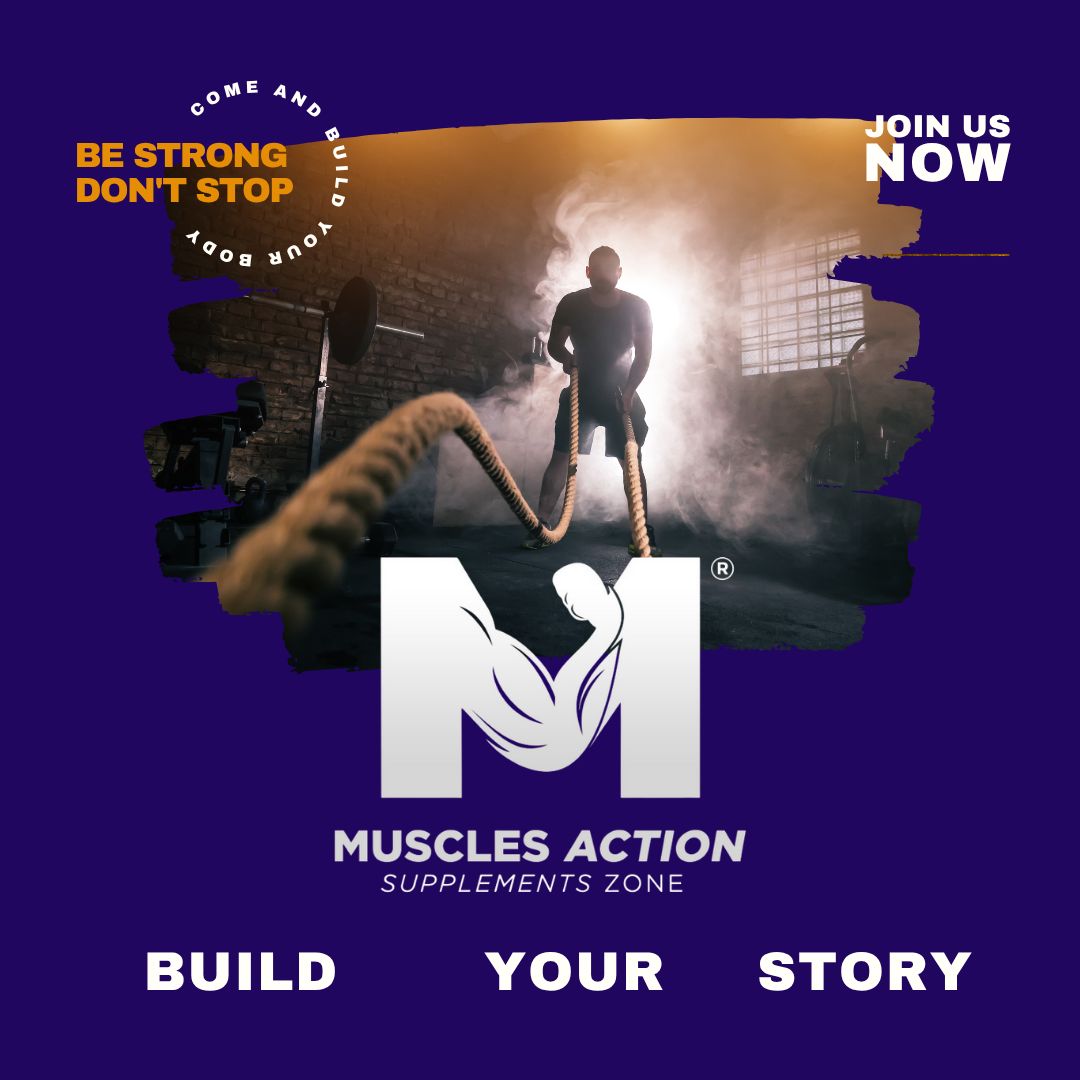 COME AND BUILD YOUR BODY
BE STRONG
DON'T STOP
JOIN US
NOW
M®
MUSCLES ACTION
SUPPLEMENTS ZONE
BUILD YOUR STORY